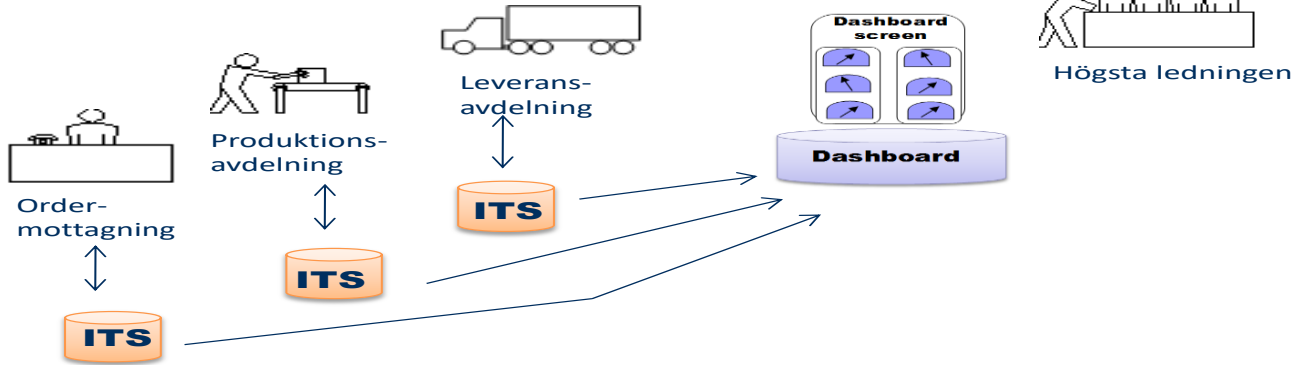 Order-
mottagning
ITS
Produktions-
avdelning
ITS
Leverans-
avdelning
ITS
Dashboard
screen
Dashboard
Högsta ledningen